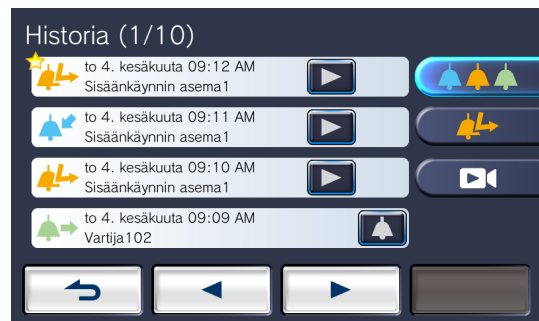 Historia (1/10)
to 4. kesäkuuta 09:12 AM
Sisäänkäynnin asema1
to 4. kesäkuuta 09:11 AM
Sisäänkäynnin asema1
to 4. kesäkuuta 09:10 AM
Sisäänkäynnin asema1
to 4. kesäkuuta 09:09 AM
Vartija102